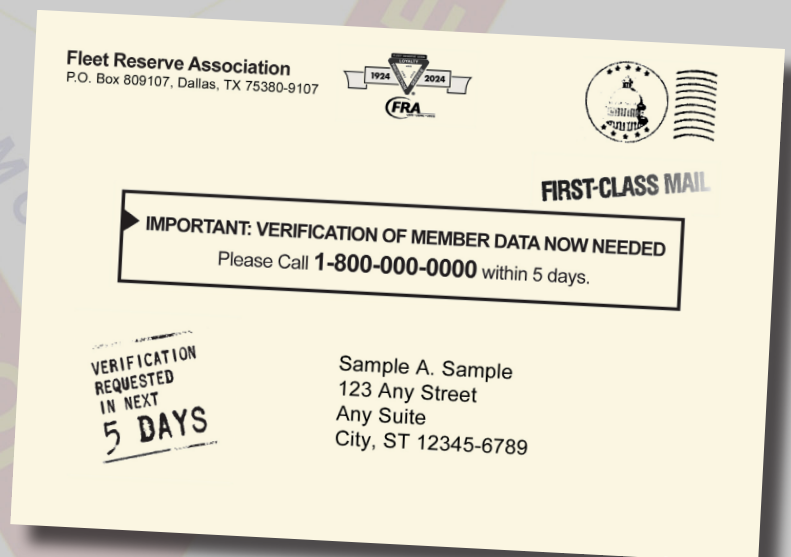 Fleet Reserve Association
P.O. Box 809107, Dallas, TX 75380-9107
LOYALTY
1924
2024
FRA
FIRST-CLASS MAIL
IMPORTANT: VERIFICATION OF MEMBER DATA NOW NEEDED
Please Call 1-800-000-0000 within 5 days.
VERIFICATION
REQUESTED
IN NEXT
5 DAYS
Sample A. Sample
123 Any Street
Any Suite
City, ST 12345-6789